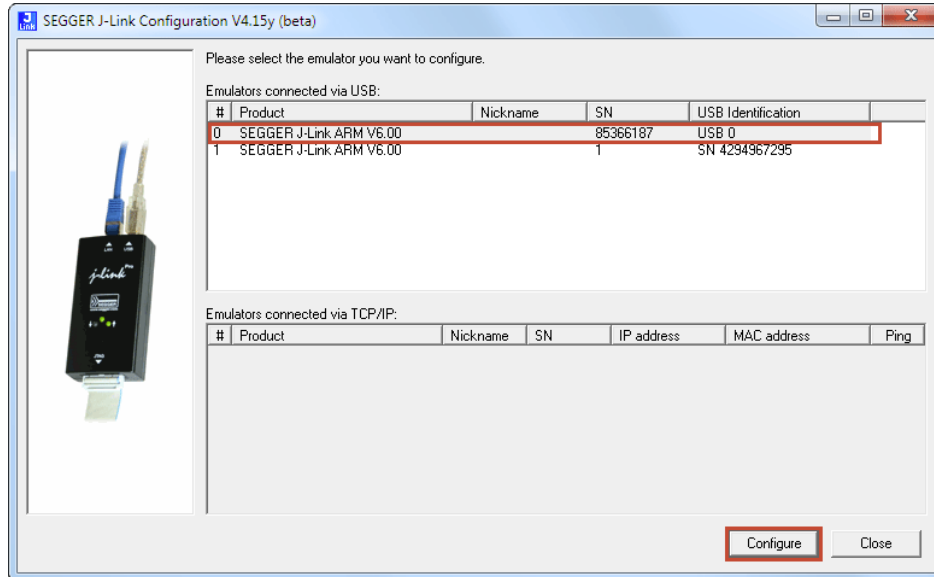 SEGGER J-Link Configuration V4.15y (beta)
Please select the emulator you want to configure.
Emulators connected via USB:
# Product Nickname SN USB Identification
0 SEGGER J-Link ARM V6.00 85366187 USB 0
1 SEGGER J-Link ARM V6.00 1 SN 4294967295
j-link Pro
Emulators connected via TCP/IP:
# Product Nickname SN IP address MAC address Ping
Configure Close